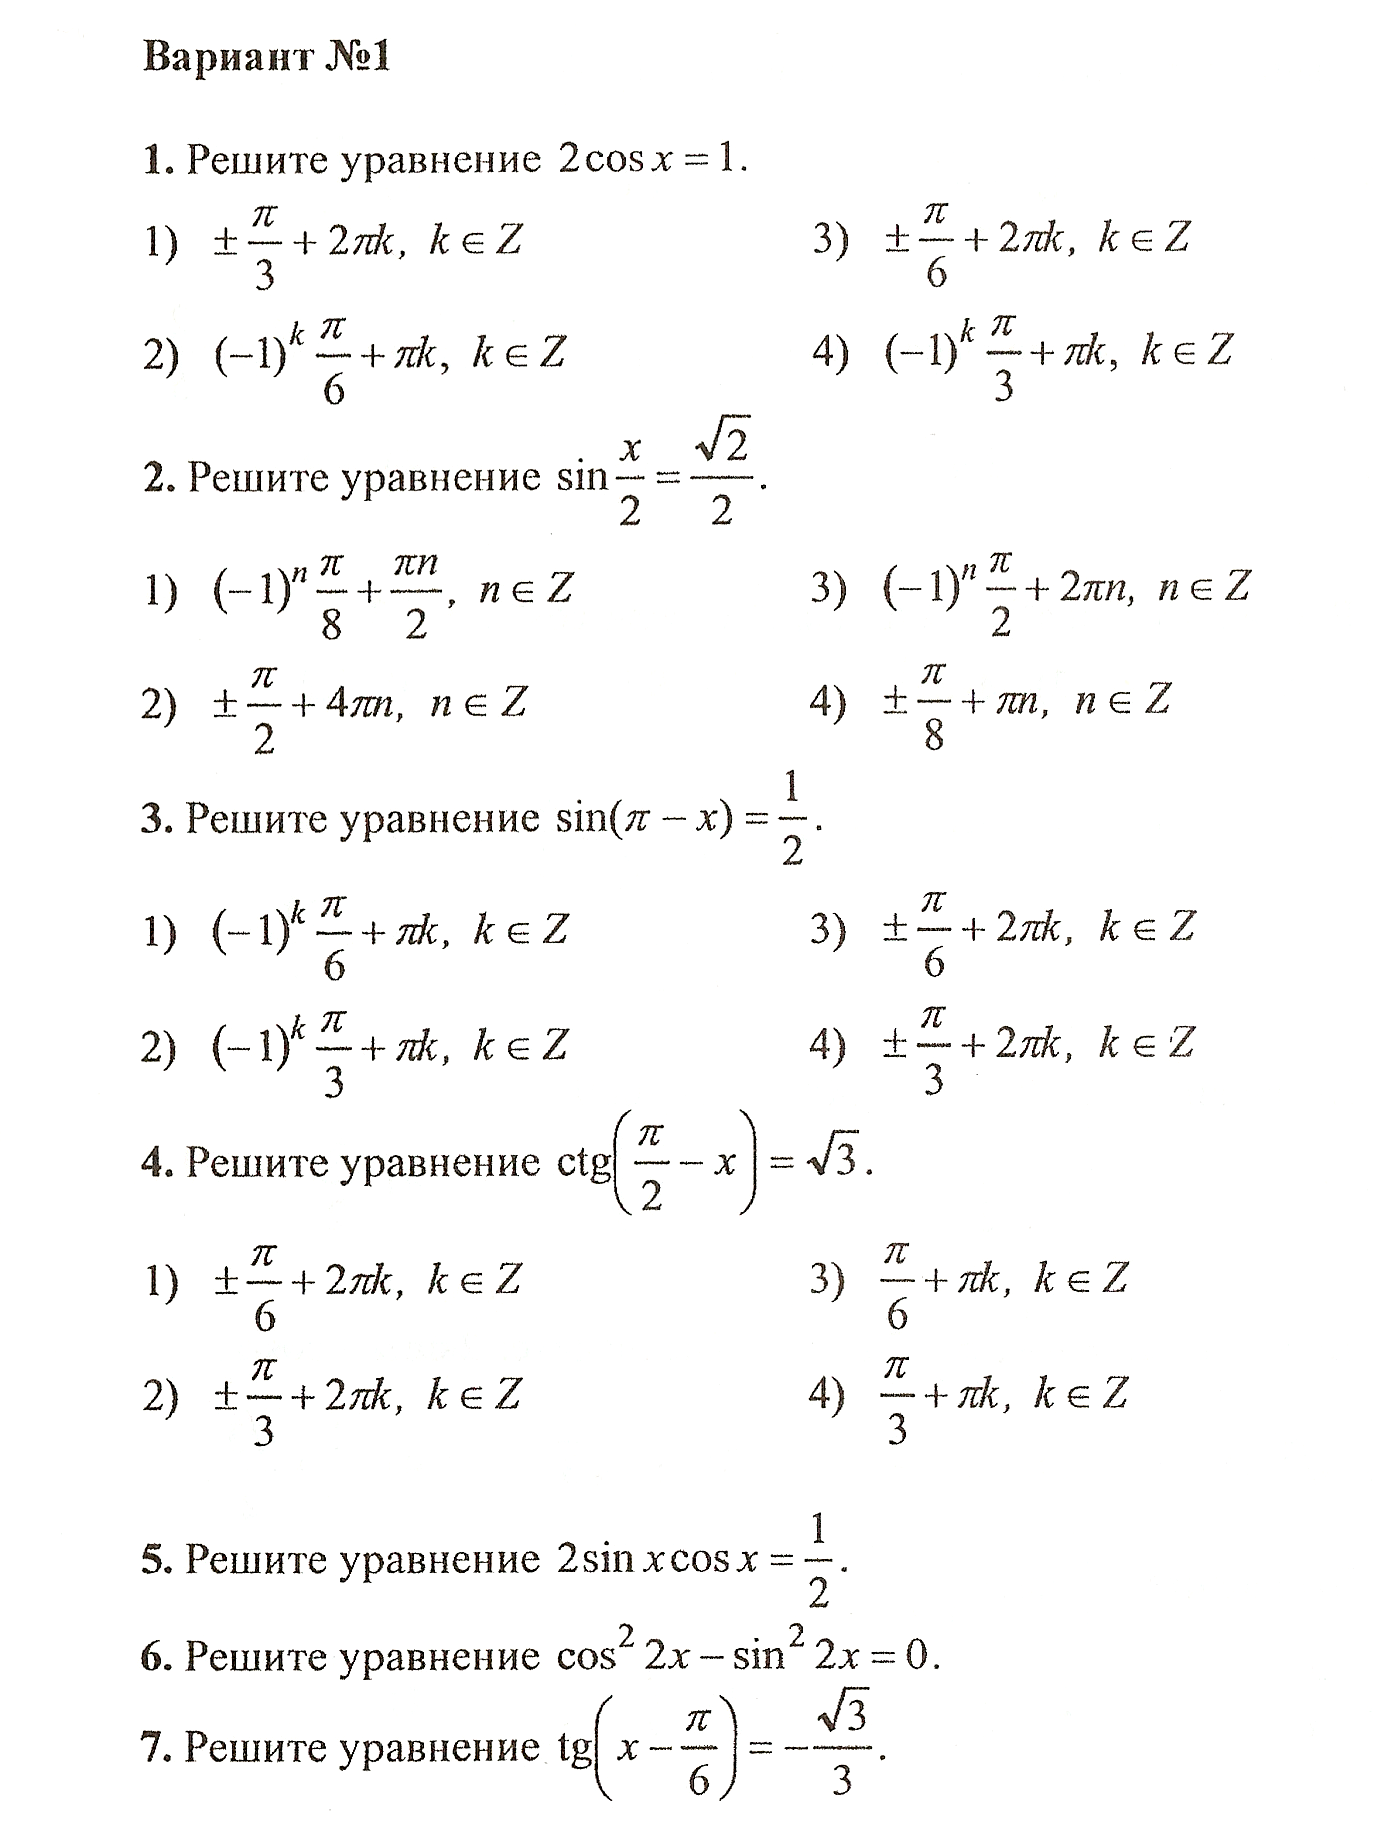 Вариант №1
1. Решите уравнение 2cos x = 1.
1) ±π/3 + 2πk, k ∈ Z 3) ±π/6 + 2πk, k ∈ Z
2) (−1)^k π/6 + πk, k ∈ Z 4) (−1)^k π/3 + πk, k ∈ Z
2. Решите уравнение sin x/2 = √2/2.
1) (−1)^n π/8 + πn/2, n ∈ Z 3) (−1)^n π/2 + 2πn, n ∈ Z
2) ±π/2 + 4πn, n ∈ Z 4) ±π/8 + πn, n ∈ Z
3. Решите уравнение sin(π − x) = 1/2.
1) (−1)^k π/6 + πk, k ∈ Z 3) ±π/6 + 2πk, k ∈ Z
2) (−1)^k π/3 + πk, k ∈ Z 4) ±π/3 + 2πk, k ∈ Z
4. Решите уравнение ctg(π/2 − x) = √3.
1) ±π/6 + 2πk, k ∈ Z 3) π/6 + πk, k ∈ Z
2) ±π/3 + 2πk, k ∈ Z 4) π/3 + πk, k ∈ Z
5. Решите уравнение 2sin x cos x = 1/2.
6. Решите уравнение cos² 2x − sin² 2x = 0.
7. Решите уравнение tg(x − π/6) = −√3/3.